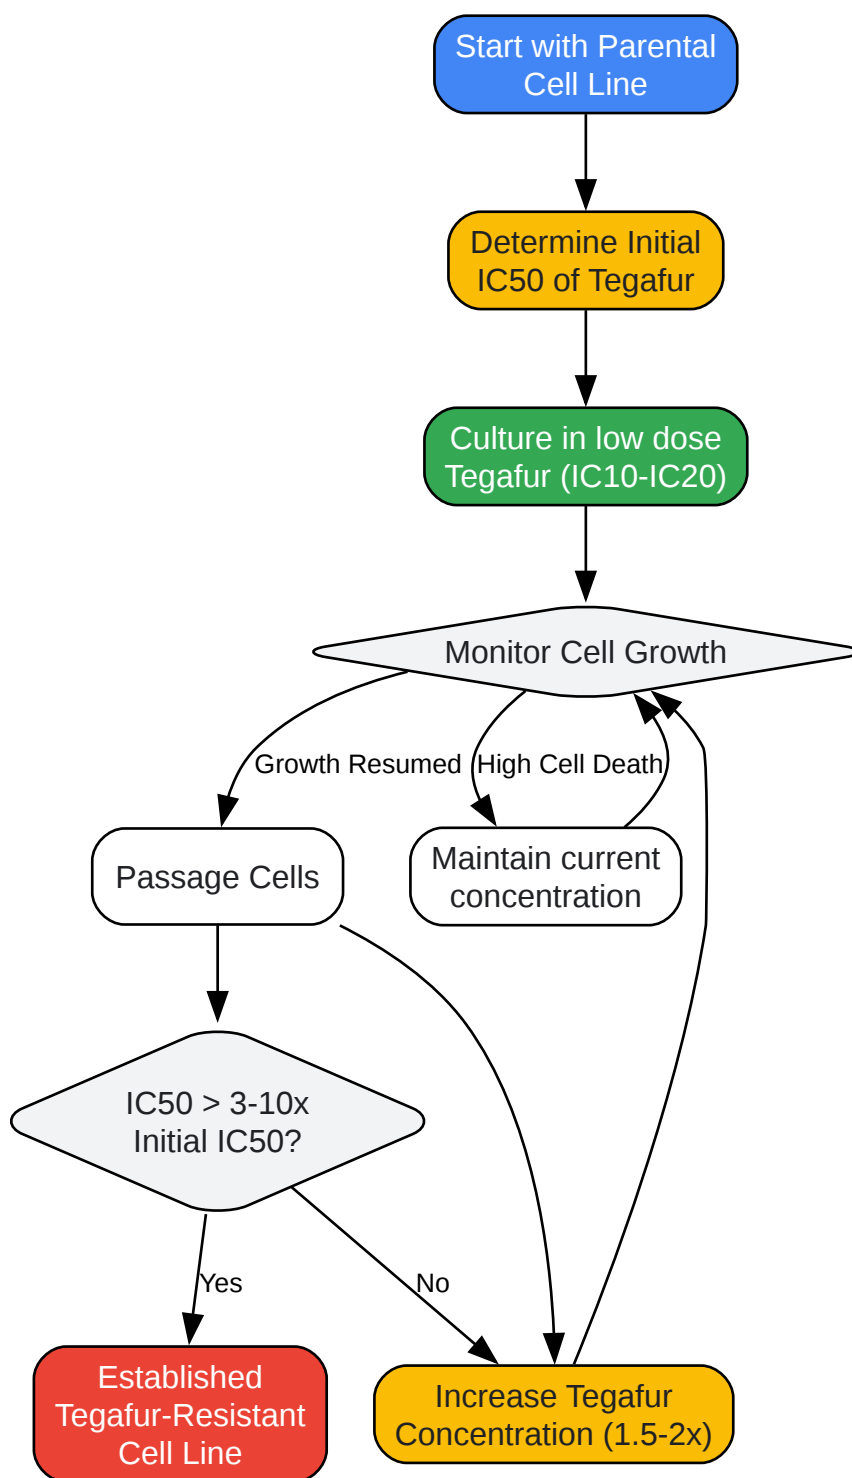 Start with Parental
Cell Line
Determine Initial
IC50 of Tegafur
Culture in low dose
Tegafur (IC10-IC20)
Monitor Cell Growth
Growth Resumed
High Cell Death
Passage Cells
Maintain current
concentration
IC50 > 3-10x
Initial IC50?
Yes
No
Established
Tegafur-Resistant
Cell Line
Increase Tegafur
Concentration (1.5-2x)